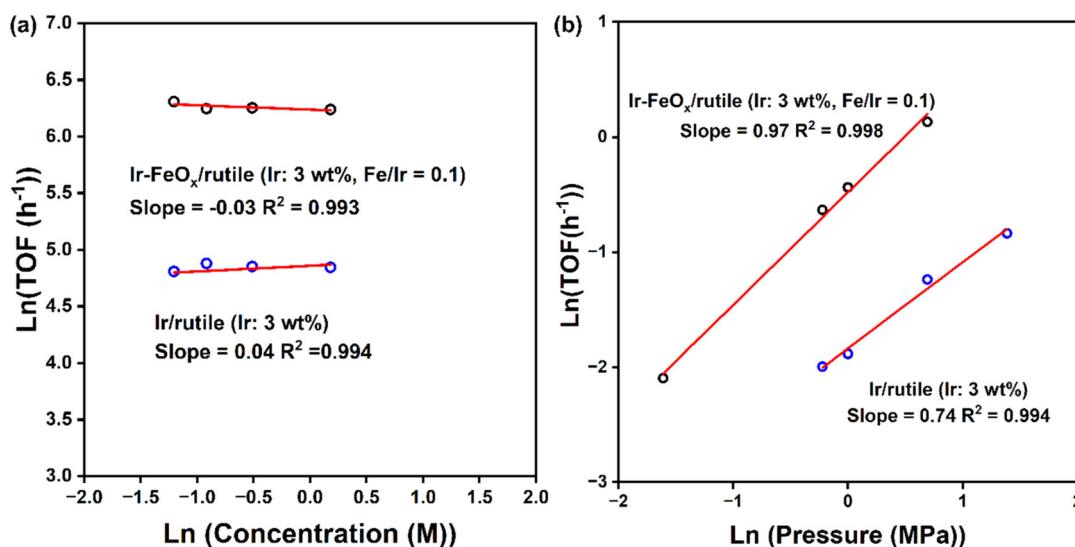 (a)
7.0
6.5
6.0
5.5
5.0
4.5
4.0
3.5
3.0
Ln(TOF (h⁻¹))
Ir-FeOₓ/rutile (Ir: 3 wt%, Fe/Ir = 0.1)
Slope = -0.03 R² = 0.993
Ir/rutile (Ir: 3 wt%)
Slope = 0.04 R² =0.994
−2.0 −1.5 −1.0 −0.5 0.0 0.5 1.0 1.5 2.0
Ln (Concentration (M))
(b)
1
0
−1
−2
−3
Ln(TOF(h⁻¹))
Ir-FeOₓ/rutile (Ir: 3 wt%, Fe/Ir = 0.1)
Slope = 0.97 R² = 0.998
Ir/rutile (Ir: 3 wt%)
Slope = 0.74 R² = 0.994
−2 −1 0 1 2
Ln (Pressure (MPa))